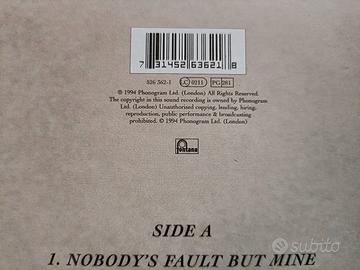 7 31452 63621 8
526 362-1 LC 0211 PG 281
℗ 1994 Phonogram Ltd. (London) All Rights Reserved.
The copyright in this sound recording is owned by Phonogram
Ltd. (London) Unauthorized copying, lending, hiring,
reproduction, public performance & broadcasting
prohibited. © 1994 Phonogram Ltd. (London)
fontana
SIDE A
1. NOBODY'S FAULT BUT MINE
subito